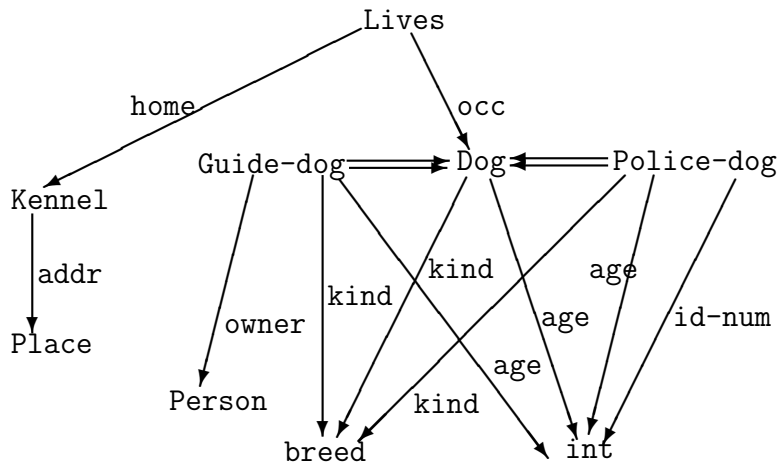 Lives
home
occ
Guide-dog
Dog
Police-dog
Kennel
addr
kind
kind
age
owner
age
id-num
Place
age
Person
kind
breed
int